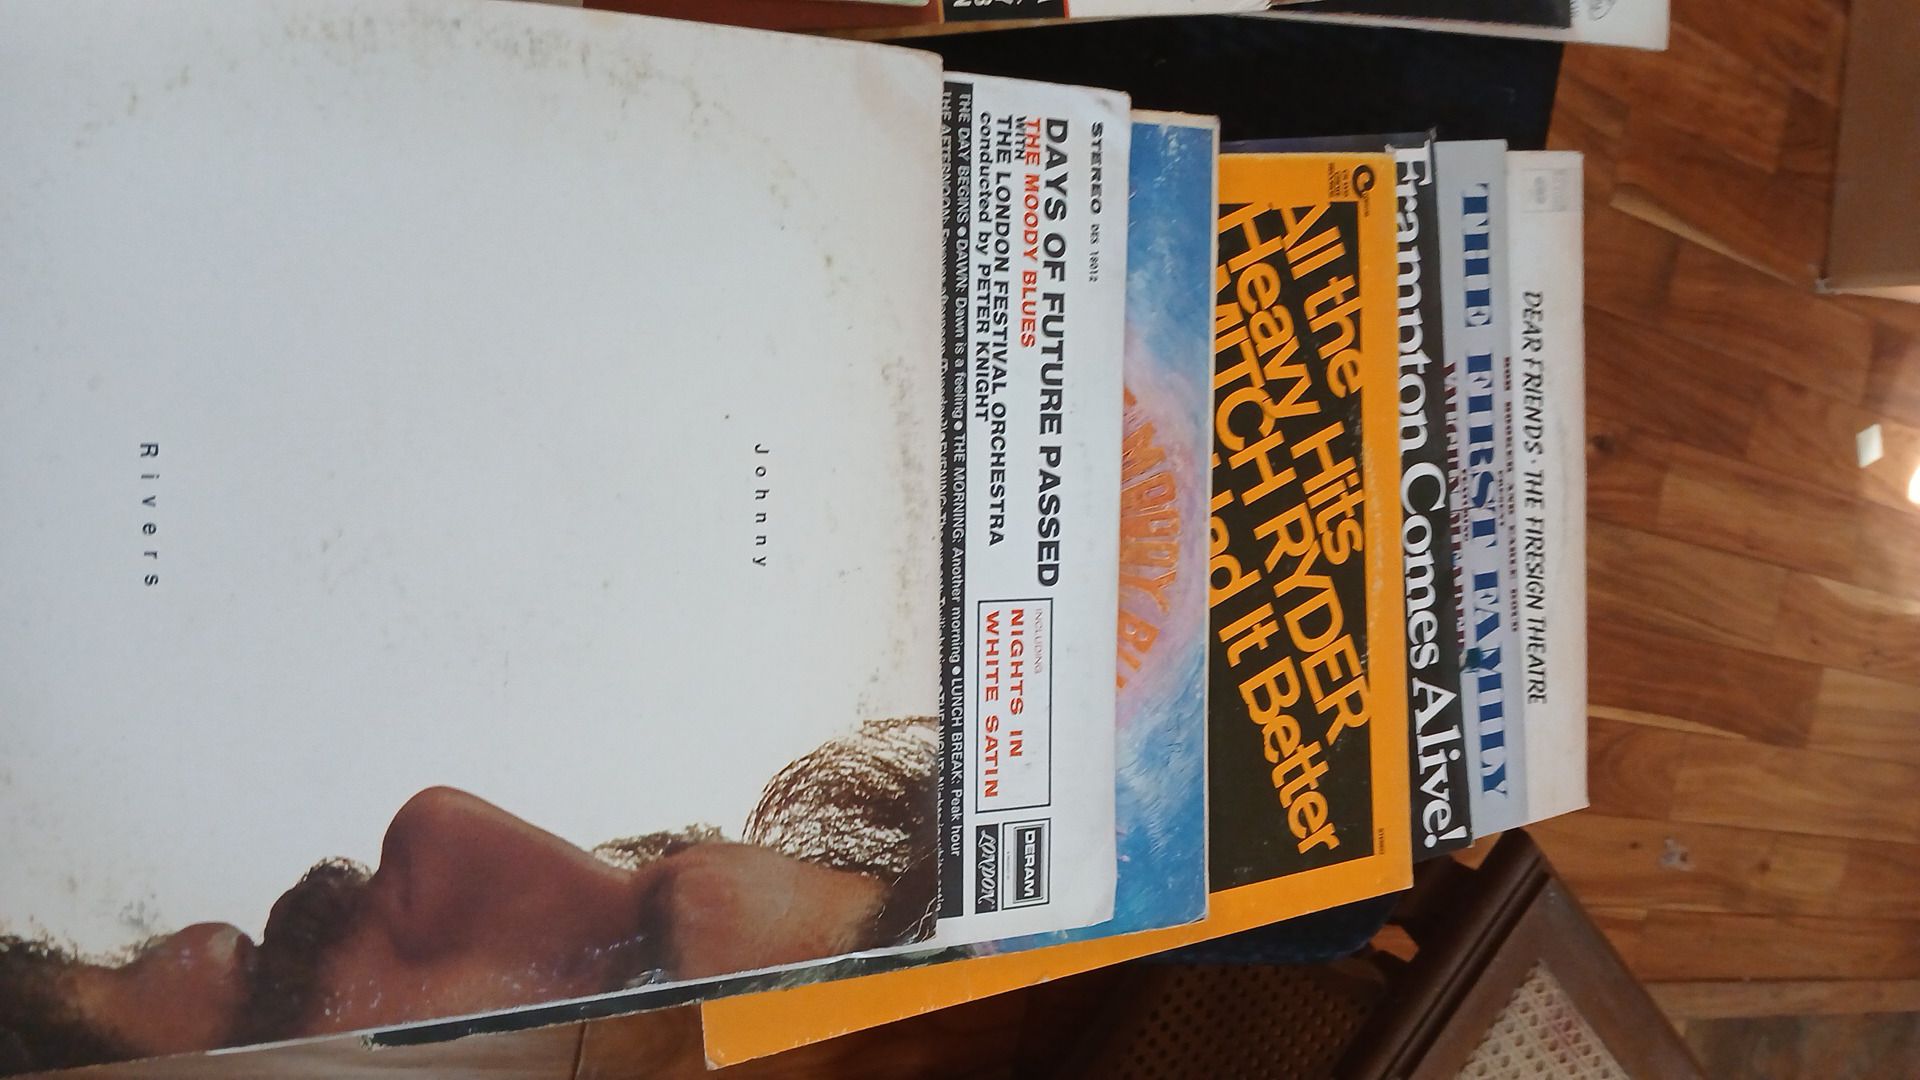 Johnny
Rivers
STEREO DES 18012
DAYS OF FUTURE PASSED
THE MOODY BLUES
WITH
THE LONDON FESTIVAL ORCHESTRA
conducted by PETER KNIGHT
INCLUDING
NIGHTS IN
WHITE SATIN
DERAM
LONDON
THE DAY BEGINS • DAWN: Dawn is a feeling • THE MORNING: Another morning • LUNCH BREAK: Peak hour
THE AFTERNOON:
MOODY
All the
Heavy Hits
MITCH RYDER
It Better
Frampton Comes Alive!
THE FIRST FAMILY
DEAR FRIENDS · THE FIRESIGN THEATRE